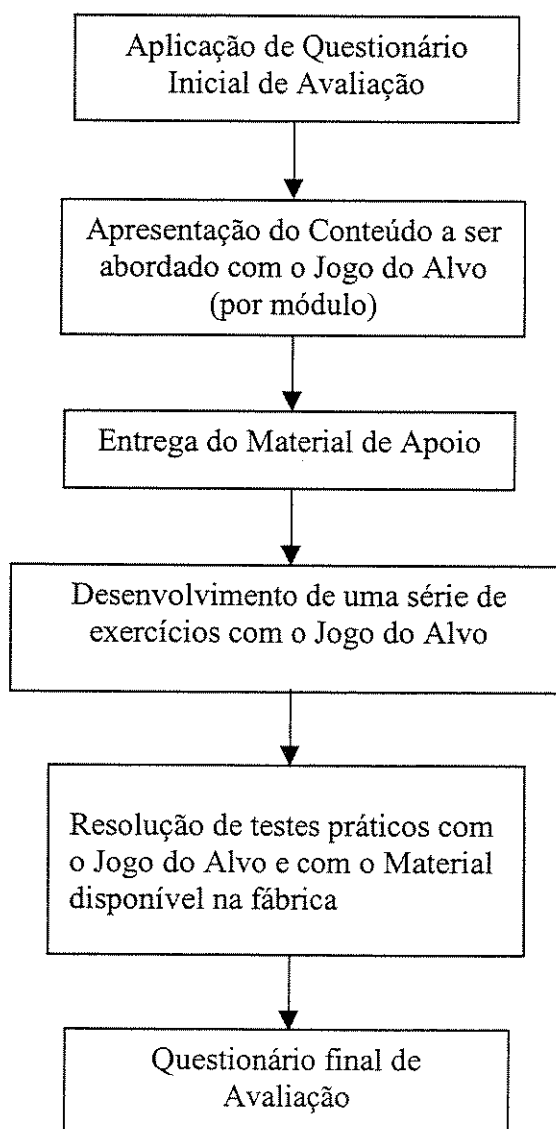 Aplicação de Questionário
Inicial de Avaliação
Apresentação do Conteúdo a ser
abordado com o Jogo do Alvo
(por módulo)
Entrega do Material de Apoio
Desenvolvimento de uma série de
exercícios com o Jogo do Alvo
Resolução de testes práticos com
o Jogo do Alvo e com o Material
disponível na fábrica
Questionário final de
Avaliação